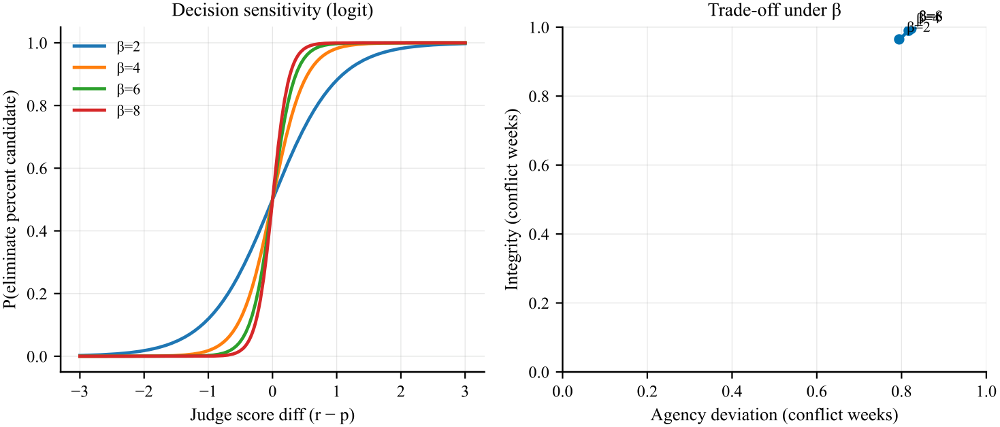 Decision sensitivity (logit)
β=2
β=4
β=6
β=8
1.0
0.8
0.6
0.4
0.2
0.0
P(eliminate percent candidate)
−3
−2
−1
0
1
2
3
Judge score diff (r − p)
Trade-off under β
β=2
1.0
0.8
0.6
0.4
0.2
0.0
Integrity (conflict weeks)
0.0
0.2
0.4
0.6
0.8
1.0
Agency deviation (conflict weeks)